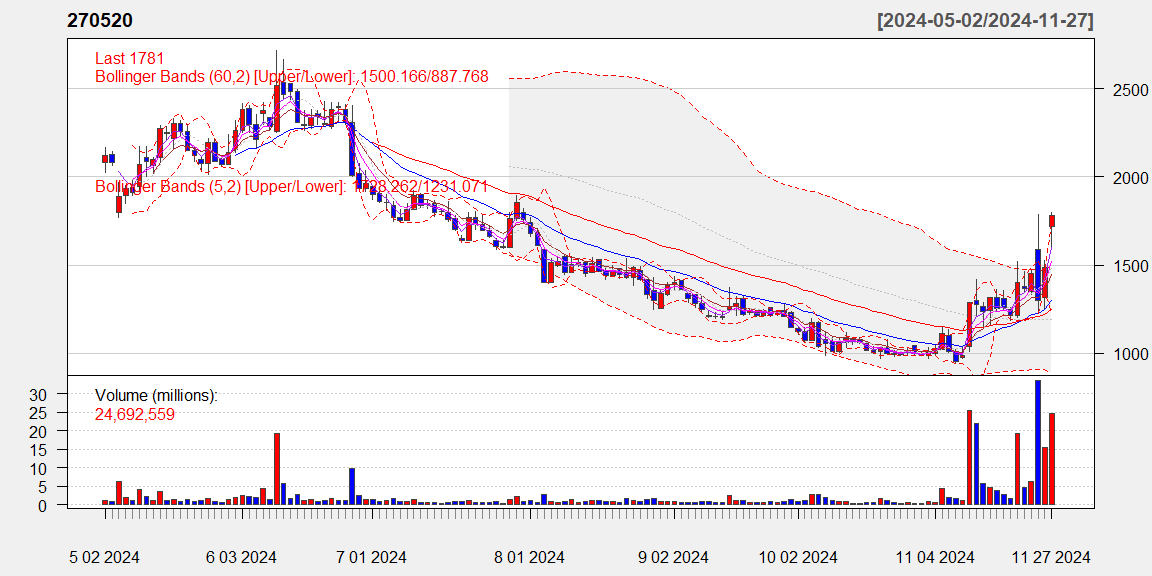 270520 [2024-05-02/2024-11-27]
Last 1781
Bollinger Bands (60,2) [Upper/Lower]: 1500.166/887.768
Bollinger Bands (5,2) [Upper/Lower]: 1728.262/1231.071
2500
2000
1500
1000
Volume (millions):
24,692,559
30
25
20
15
10
5
0
5 02 2024 6 03 2024 7 01 2024 8 01 2024 9 02 2024 10 02 2024 11 04 2024 11 27 2024